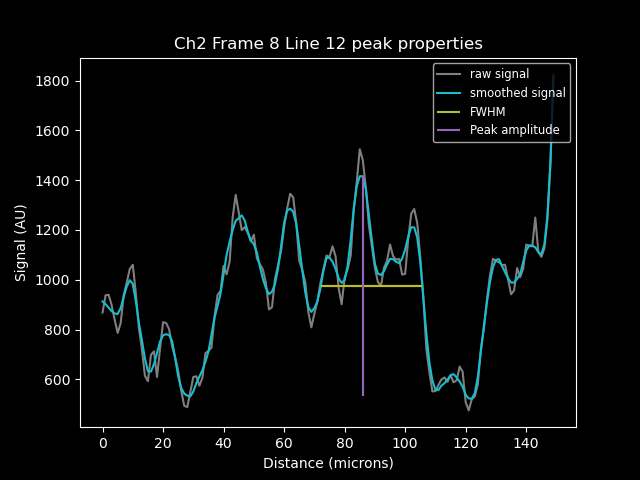 Ch2 Frame 8 Line 12 peak properties
raw signal
smoothed signal
FWHM
Peak amplitude
Signal (AU)
1800
1600
1400
1200
1000
800
600
0 20 40 60 80 100 120 140
Distance (microns)